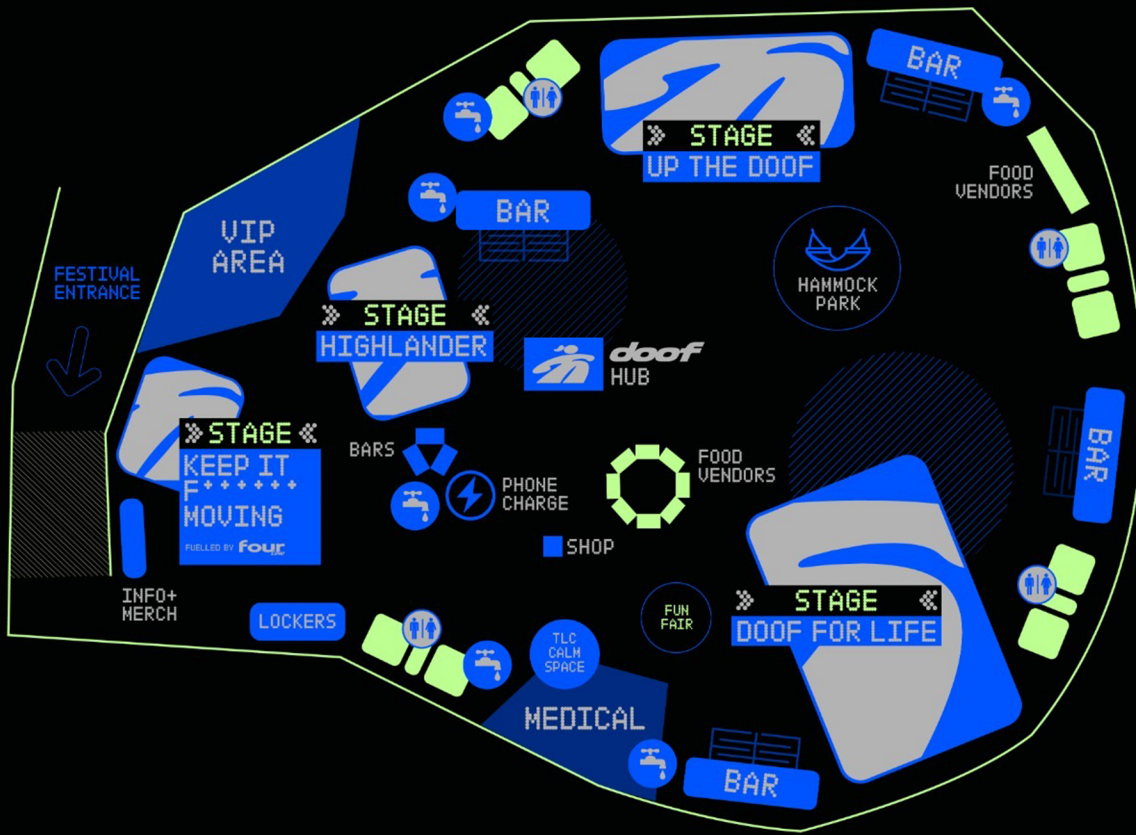 BAR
STAGE
UP THE DOOF
FOOD
VENDORS
BAR
VIP
AREA
FESTIVAL
ENTRANCE
HAMMOCK
PARK
STAGE
HIGHLANDER
doof
HUB
STAGE
KEEP IT
F******
MOVING
FUELLED BY four
BARS
PHONE
CHARGE
FOOD
VENDORS
BAR
SHOP
INFO+
MERCH
LOCKERS
FUN
FAIR
STAGE
DOOF FOR LIFE
TLC
CALM
SPACE
MEDICAL
BAR